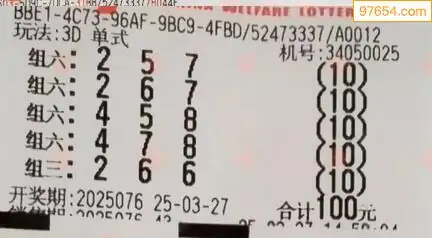 WELFARE LOTTER
97654.com
BBE1-4C73-96AF-9BC9-4FBD/52473337/A0012
玩法:3D 单式
机号:34050025
组六: 2 5 7 (10)
组六: 2 6 7 (10)
组六: 4 5 8 (10)
组六: 4 7 8 (10)
组三: 2 6 6 (10)
开奖期:2025076 25-03-27 合计100元